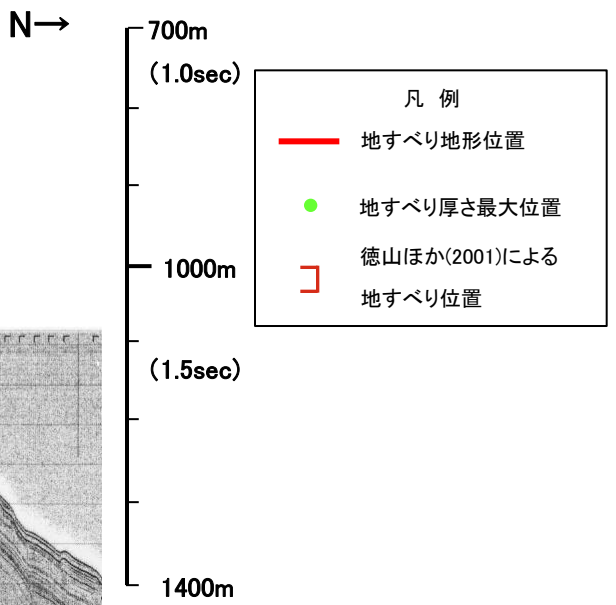 N→
700m
(1.0sec)
1000m
(1.5sec)
1400m
凡 例
地すべり地形位置
地すべり厚さ最大位置
徳山ほか(2001)による
地すべり位置